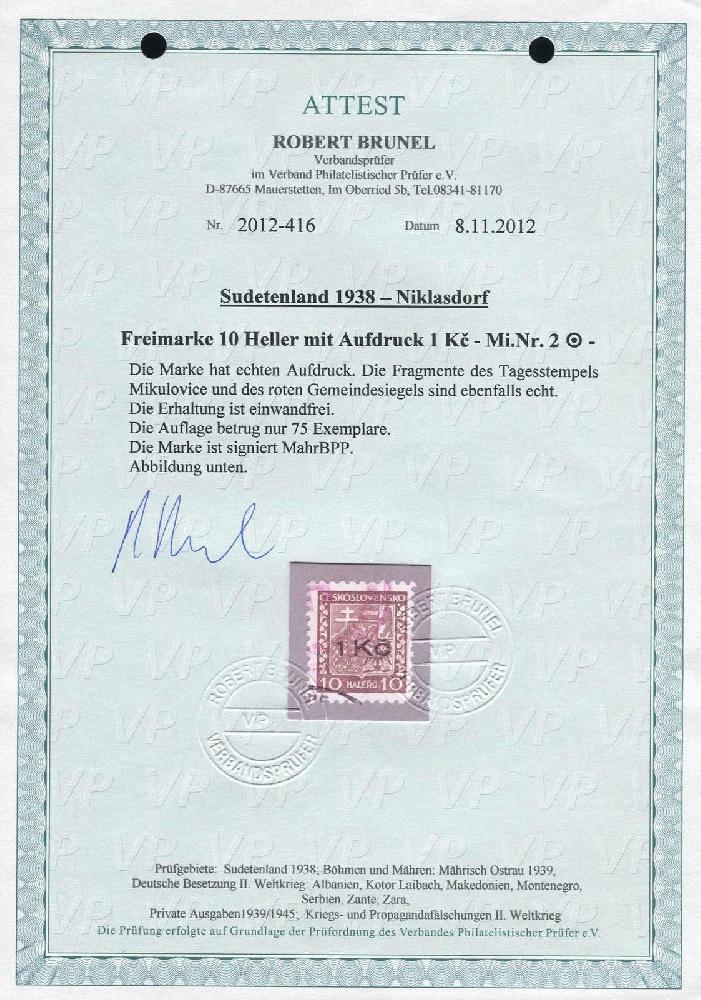 ATTEST
ROBERT BRUNEL
Verbandsprüfer
im Verband Philatelistischer Prüfer e.V.
D-87665 Mauerstetten, Im Oberried 5b, Tel.08341-81170
Nr. 2012-416 Datum 8.11.2012
Sudetenland 1938 – Niklasdorf
Freimarke 10 Heller mit Aufdruck 1 Kč - Mi.Nr. 2 ⊙ -
Die Marke hat echten Aufdruck. Die Fragmente des Tagesstempels
Mikulovice und des roten Gemeindesiegels sind ebenfalls echt.
Die Erhaltung ist einwandfrei.
Die Auflage betrug nur 75 Exemplare.
Die Marke ist signiert MahrBPP.
Abbildung unten.
ČESKOSLOVENSKO
1 Kč
10 HALÉŘŮ 10
ROBERT BRUNEL
VP
VERBANDSPRÜFER
ROBERT BRUNEL
VP
VERBANDSPRÜFER
Prüfgebiete: Sudetenland 1938; Böhmen und Mähren: Mährisch Ostrau 1939,
Deutsche Besetzung II. Weltkrieg: Albanien, Kotor Laibach, Makedonien, Montenegro,
Serbien, Zante, Zara,
Private Ausgaben1939/1945; Kriegs- und Propagandafälschungen II. Weltkrieg
Die Prüfung erfolgte auf Grundlage der Prüfordnung des Verbandes Philatelistischer Prüfer e.V.